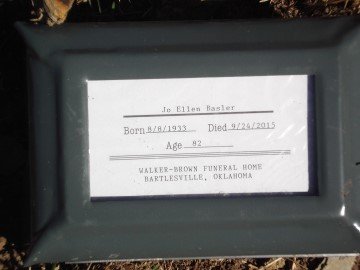 Jo Ellen Basler
Born 8/8/1933 Died 9/24/2015
Age 82
WALKER-BROWN FUNERAL HOME
BARTLESVILLE, OKLAHOMA